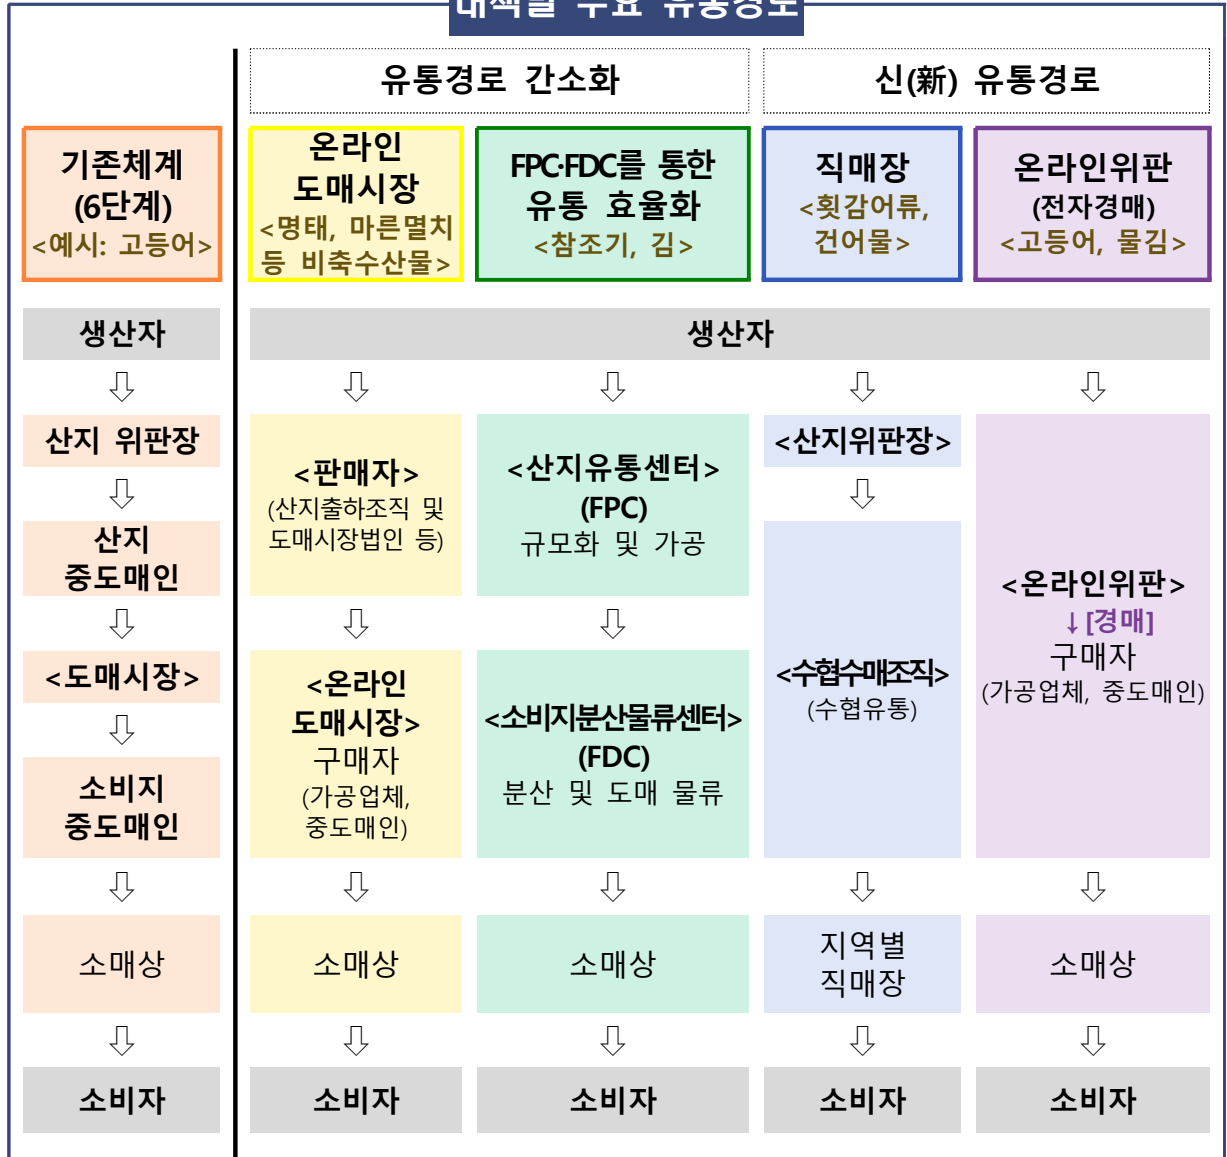 대책별 주요 유통경로
유통경로 간소화
신(新) 유통경로
기존체계
(6단계)
<예시: 고등어>
온라인
도매시장
<명태, 마른멸치
등 비축수산물>
FPC·FDC를 통한
유통 효율화
<참조기, 김>
직매장
<횟감어류,
건어물>
온라인위판
(전자경매)
<고등어, 물김>
생산자
생산자
⇩
⇩
⇩
⇩
⇩
산지 위판장
⇩
산지
중도매인
⇩
<도매시장>
⇩
소비지
중도매인
⇩
소매상
⇩
소비자
<판매자>
(산지출하조직 및
도매시장법인 등)
⇩
<온라인
도매시장>
구매자
(가공업체,
중도매인)
⇩
소매상
⇩
소비자
<산지유통센터>
(FPC)
규모화 및 가공
⇩
<소비지분산물류센터>
(FDC)
분산 및 도매 물류
⇩
소매상
⇩
소비자
<산지위판장>
⇩
<수협수매조직>
(수협유통)
⇩
지역별
직매장
⇩
소비자
<온라인위판>
↓[경매]
구매자
(가공업체, 중도매인)
⇩
소매상
⇩
소비자